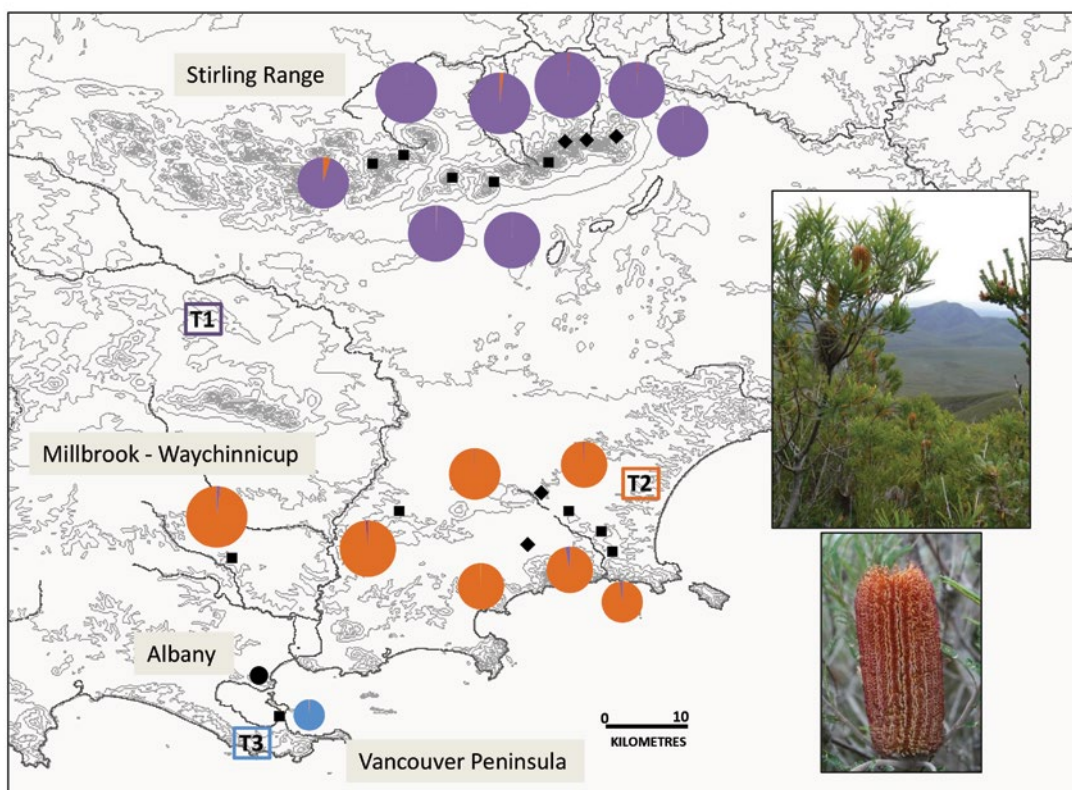 Stirling Range
T1
Millbrook - Waychinnicup
T2
Albany
0 10
KILOMETRES
T3
Vancouver Peninsula